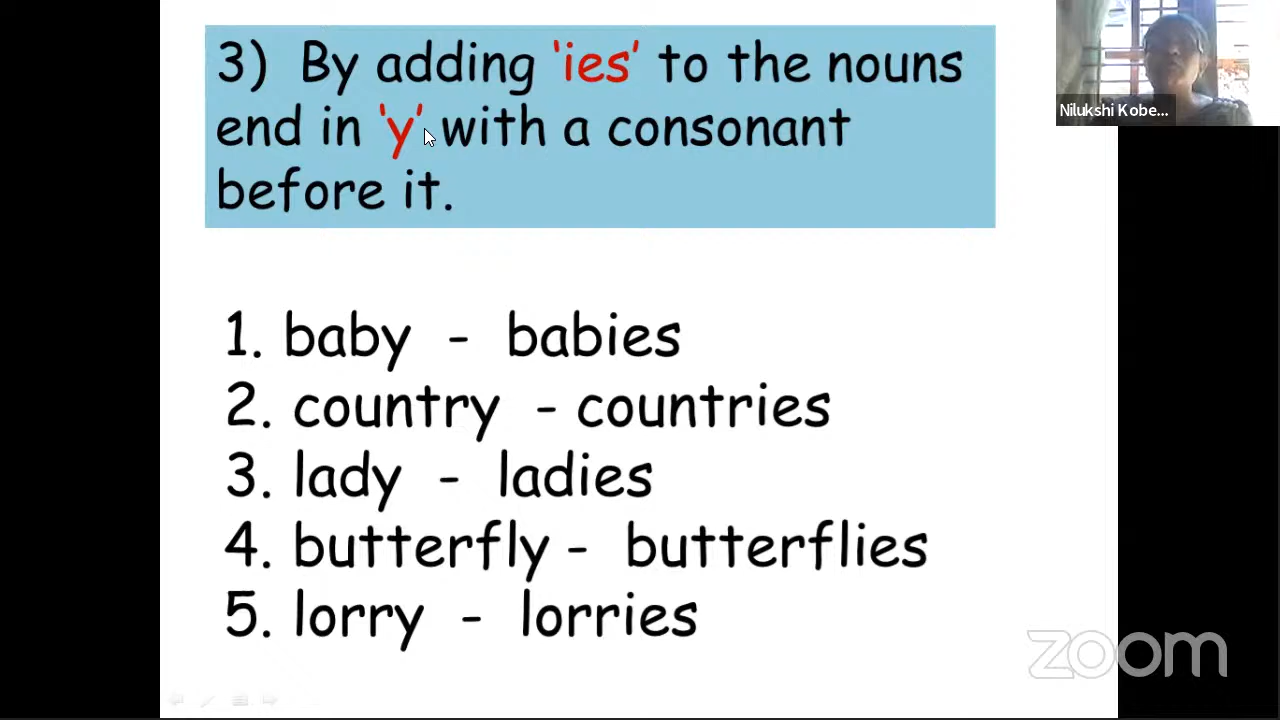 3) By adding 'ies' to the nouns
end in 'y' with a consonant
before it.
Nilukshi Kobe...
1. baby - babies
2. country - countries
3. lady - ladies
4. butterfly - butterflies
5. lorry - lorries
zoom